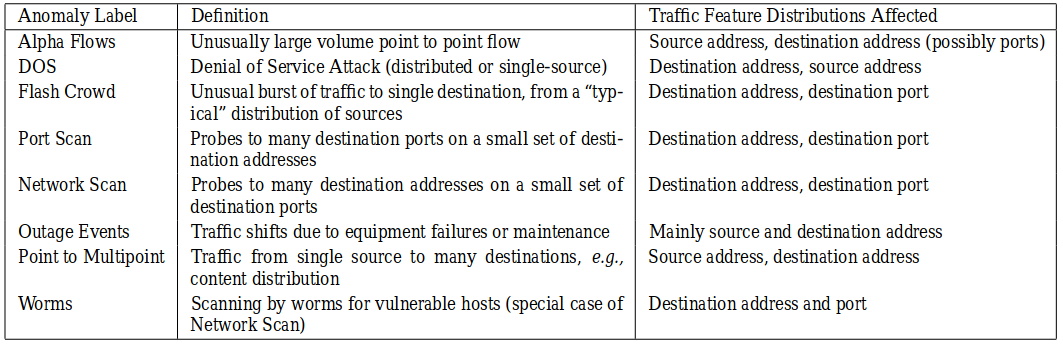 Anomaly Label Definition Traffic Feature Distributions Affected
Alpha Flows Unusually large volume point to point flow Source address, destination address (possibly ports)
DOS Denial of Service Attack (distributed or single-source) Destination address, source address
Flash Crowd Unusual burst of traffic to single destination, from a “typ- Destination address, destination port
ical” distribution of sources
Port Scan Probes to many destination ports on a small set of desti- Destination address, destination port
nation addresses
Network Scan Probes to many destination addresses on a small set of Destination address, destination port
destination ports
Outage Events Traffic shifts due to equipment failures or maintenance Mainly source and destination address
Point to Multipoint Traffic from single source to many destinations, e.g., Source address, destination address
content distribution
Worms Scanning by worms for vulnerable hosts (special case of Destination address and port
Network Scan)